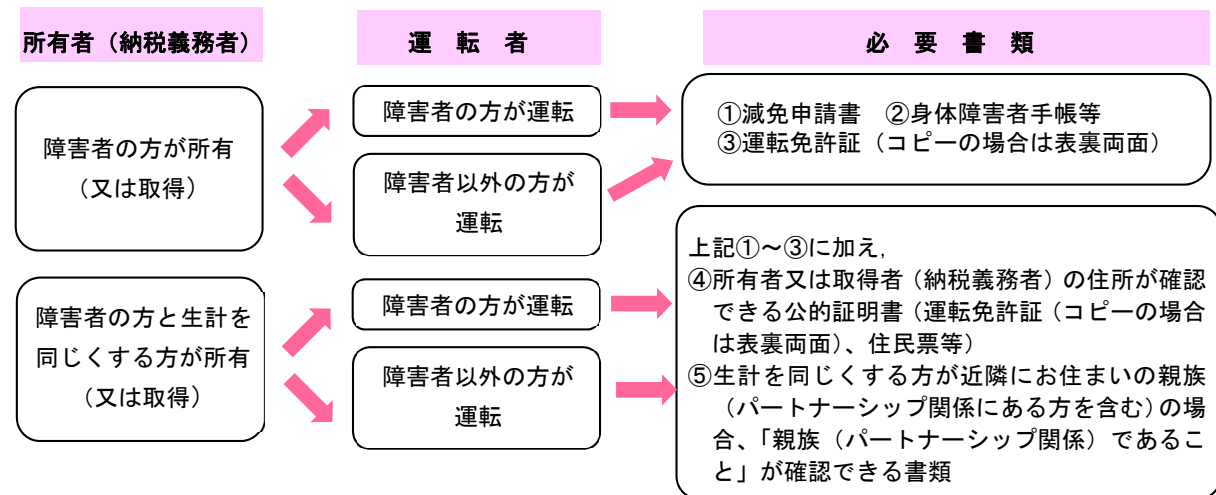 所有者（納税義務者）
運 転 者
必 要 書 類
障害者の方が所有
（又は取得）
障害者の方が運転
障害者以外の方が
運転
①減免申請書 ②身体障害者手帳等
③運転免許証（コピーの場合は表裏両面）
障害者の方と生計を
同じくする方が所有
（又は取得）
障害者の方が運転
障害者以外の方が
運転
上記①～③に加え,
④所有者又は取得者（納税義務者）の住所が確認
できる公的証明書（運転免許証（コピーの場合
は表裏両面）、住民票等）
⑤生計を同じくする方が近隣にお住まいの親族
（パートナーシップ関係にある方を含む）の場
合、「親族（パートナーシップ関係）であるこ
と」が確認できる書類